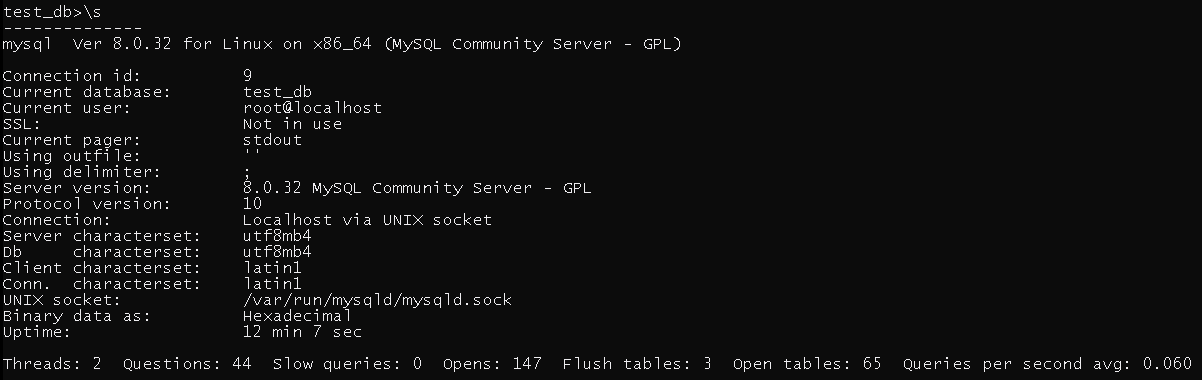 test_db>\s
--------------
mysql  Ver 8.0.32 for Linux on x86_64 (MySQL Community Server - GPL)

Connection id:          9
Current database:       test_db
Current user:           root@localhost
SSL:                    Not in use
Current pager:          stdout
Using outfile:          ''
Using delimiter:        ;
Server version:         8.0.32 MySQL Community Server - GPL
Protocol version:       10
Connection:             Localhost via UNIX socket
Server characterset:    utf8mb4
Db     characterset:    utf8mb4
Client characterset:    latin1
Conn.  characterset:    latin1
UNIX socket:            /var/run/mysqld/mysqld.sock
Binary data as:         Hexadecimal
Uptime:                 12 min 7 sec

Threads: 2  Questions: 44  Slow queries: 0  Opens: 147  Flush tables: 3  Open tables: 65  Queries per second avg: 0.060